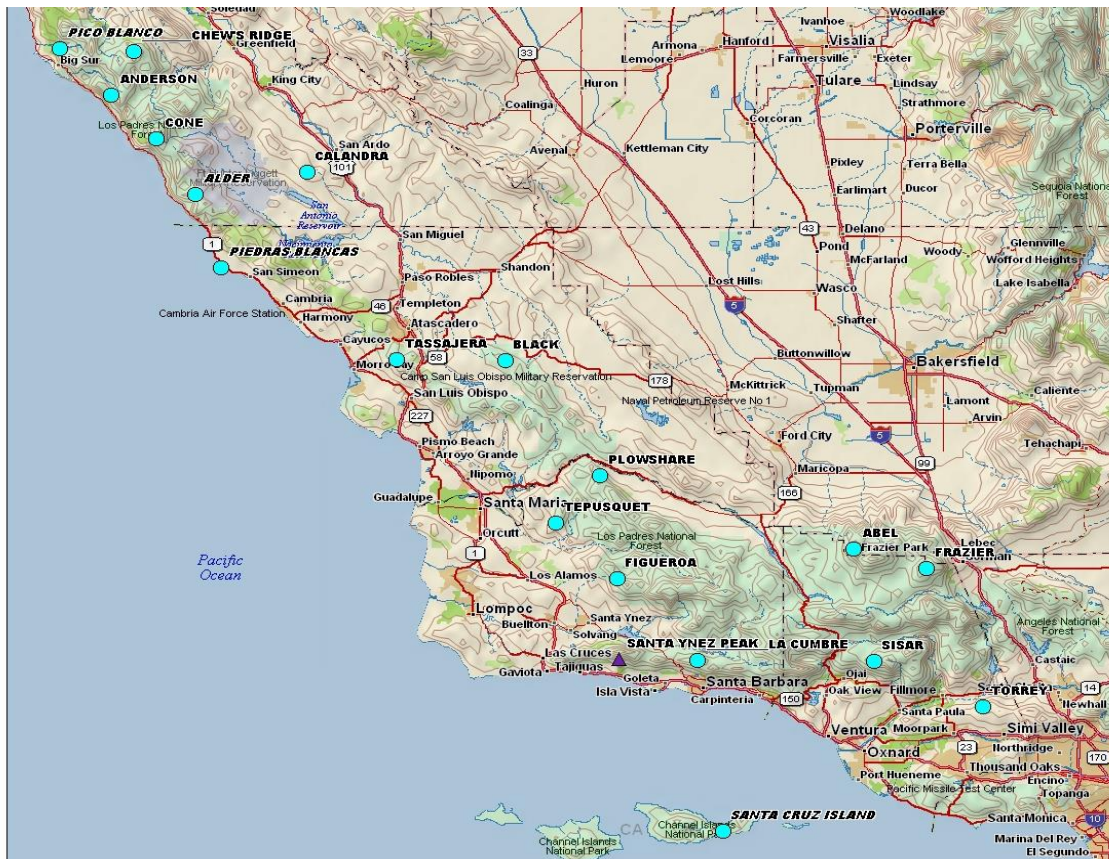 Soledad
PICO BLANCO
CHEW'S RIDGE
Greenfield
Big Sur
ANDERSON
King City
CONE
Los Padres
San Ardo
CALANDRA
101
ALDER
San
Antonio
Reservoir
San Miguel
1
PIEDRAS BLANCAS
San Simeon
Shandon
Paso Robles
Cambria
46
Templeton
Cambria Air Force Station
Harmony
Atascadero
Cayucos
TASSAJERA
58
BLACK
Morro Bay
Camp San Luis Obispo Military Reservation
178
San Luis Obispo
Naval Petroleum Reserve No 1
227
Pismo Beach
Arroyo Grande
Nipomo
Guadalupe
Santa Maria
Orcutt
1
PLOWSHARE
TEPUSQUET
Los Padres National
Forest
FIGUEROA
Los Alamos
Lompoc
Santa Ynez
Buellton
Solvang
Las Cruces
SANTA YNEZ PEAK
LA CUMBRE
Gaviota
Tajiguas
Goleta
Isla Vista
Santa Barbara
Carpinteria
150
Pacific
Ocean
33
Armona
Hanford
Lemoore
Visalia
Ivanhoe
Woodlake
Farmersville
Exeter
Huron
Tulare
Lindsay
Coalinga
Strathmore
Corcoran
Porterville
Avenal
Kettleman City
Pixley
Terra Bella
Earlimart
Ducor
Sequoia National
Forest
43
Delano
Pond
McFarland
Woody
Glennville
Wofford Heights
Lake Isabella
Lost Hills
Wasco
5
Shafter
Buttonwillow
Bakersfield
McKittrick
Tupman
Lamont
Caliente
Arvin
Ford City
5
Tehachapi
Maricopa
99
166
ABEL
Lebec
Frazier Park
FRAZIER
Gorman
Angeles National
Forest
SISAR
Castaic
Ojai
Oak View
Fillmore
14
TORREY
Newhall
Santa Paula
Moorpark
Simi Valley
Ventura
Oxnard
23
Northridge
170
Thousand Oaks
Port Hueneme
Encino
Pacific Missile Test Center
Topanga
SANTA CRUZ ISLAND
Santa Monica
10
Channel Islands
National Park
CA
Channel Islands
National Park
Marina Del Rey
El Segundo